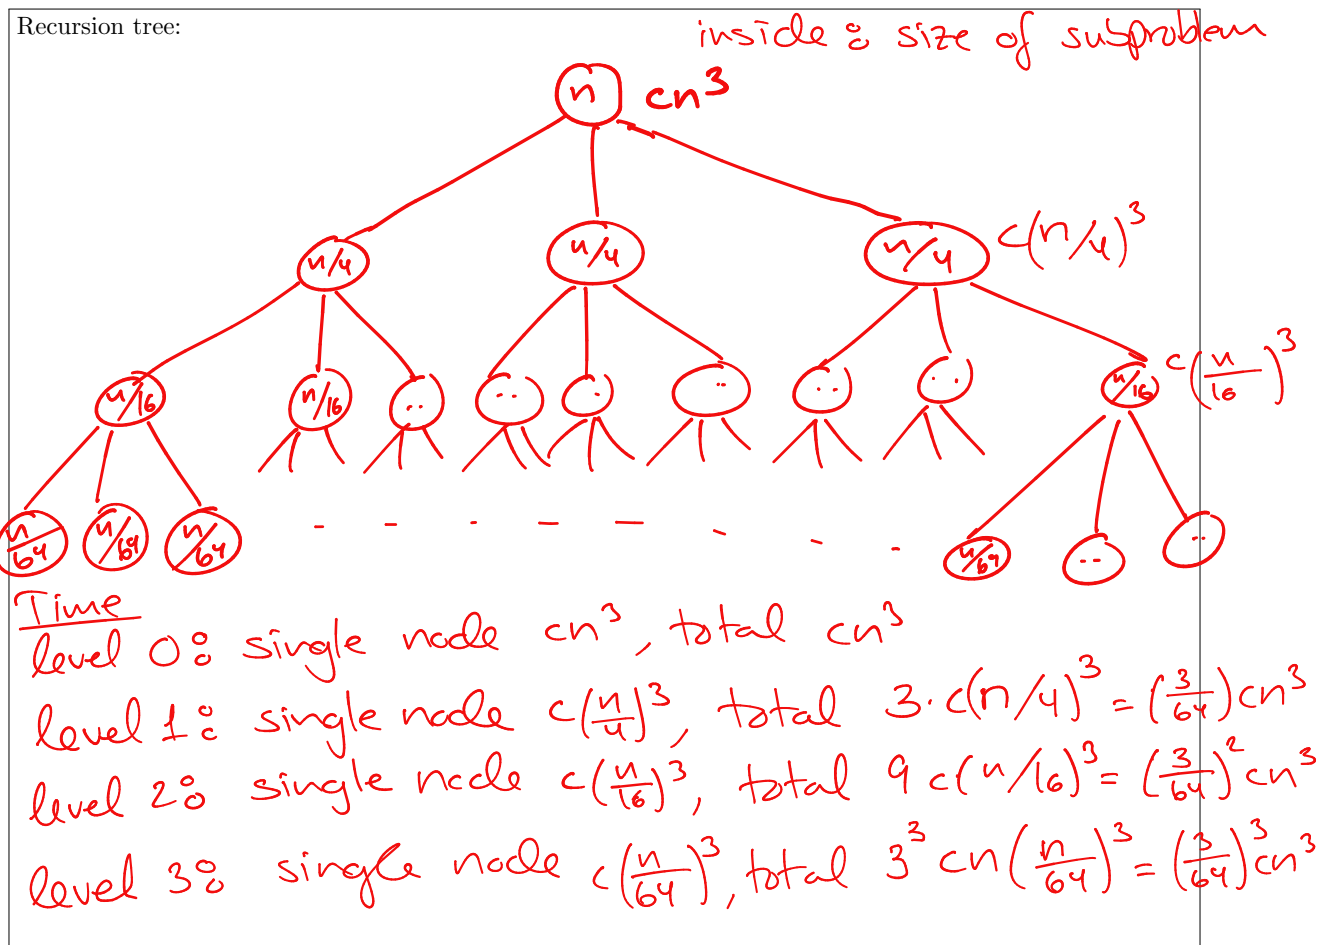 Recursion tree:
inside : size of subproblem
n cn³
n/4 n/4 n/4 c(n/4)³
n/16 n/16 .. .. . .. .. .. n/16 c(n/16)³
n/64 n/64 n/64 - - - - - - - - n/64 -- ..
Time
level 0: single node cn³, total cn³
level 1: single node c(n/4)³, total 3·c(n/4)³ = (3/64)cn³
level 2: single node c(n/16)³, total 9c(n/16)³ = (3/64)²cn³
level 3: single node c(n/64)³, total 3³cn(n/64)³ = (3/64)³cn³